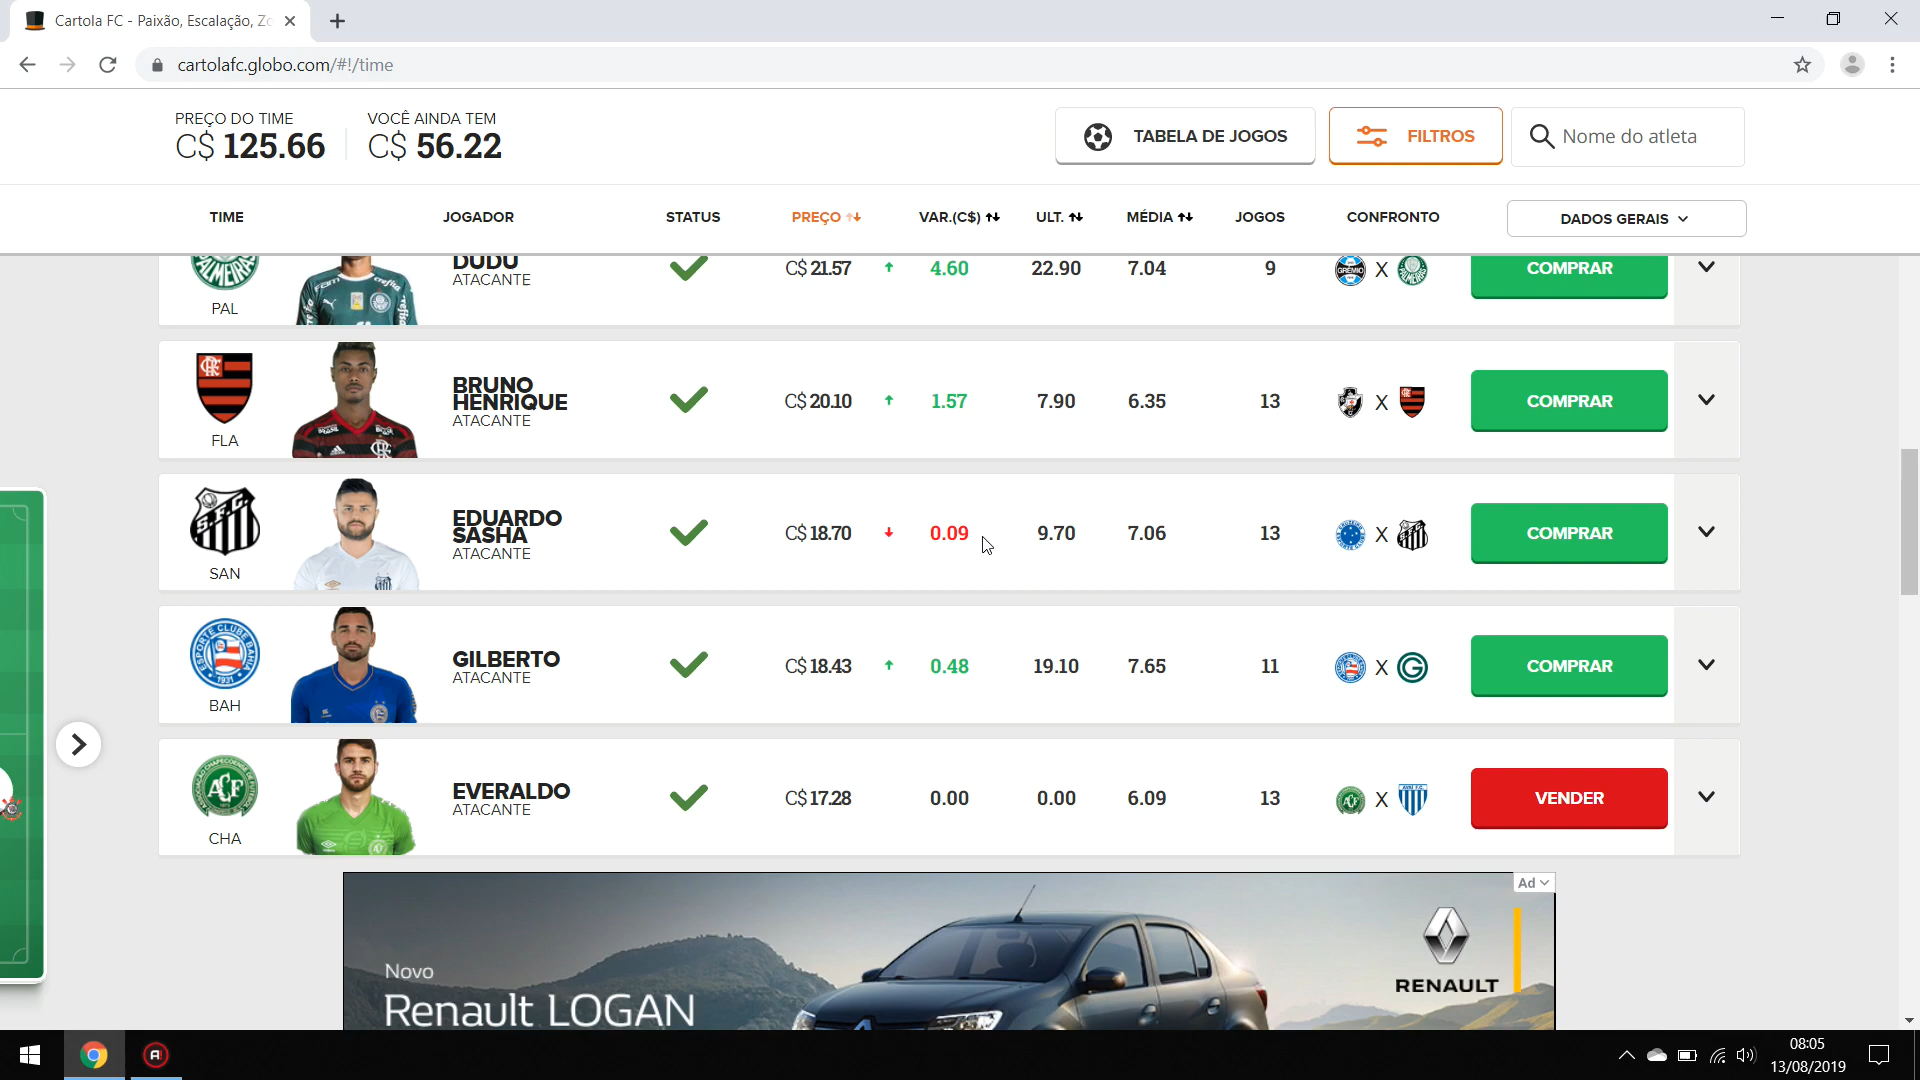 Cartola FC - Paixão, Escalação, Zo
cartolafc.globo.com/#!/time
PREÇO DO TIME
C$ 125.66
VOCÊ AINDA TEM
C$ 56.22
TABELA DE JOGOS
FILTROS
Nome do atleta
TIME JOGADOR STATUS PREÇO VAR.(C$) ULT. MÉDIA JOGOS CONFRONTO DADOS GERAIS
PALMEIRAS
PAL
DUDU
ATACANTE
C$ 21.57 4.60 22.90 7.04 9 GRÊMIO X COMPRAR
FLA
BRUNO
HENRIQUE
ATACANTE
C$ 20.10 1.57 7.90 6.35 13 X COMPRAR
SAN
EDUARDO
SASHA
ATACANTE
C$ 18.70 0.09 9.70 7.06 13 X COMPRAR
ESPORTE CLUBE BAHIA
1931
BAH
GILBERTO
ATACANTE
C$ 18.43 0.48 19.10 7.65 11 X COMPRAR
CHA
EVERALDO
ATACANTE
C$ 17.28 0.00 0.00 6.09 13 X VENDER
Ad
Novo
Renault LOGAN
RENAULT
08:05
13/08/2019